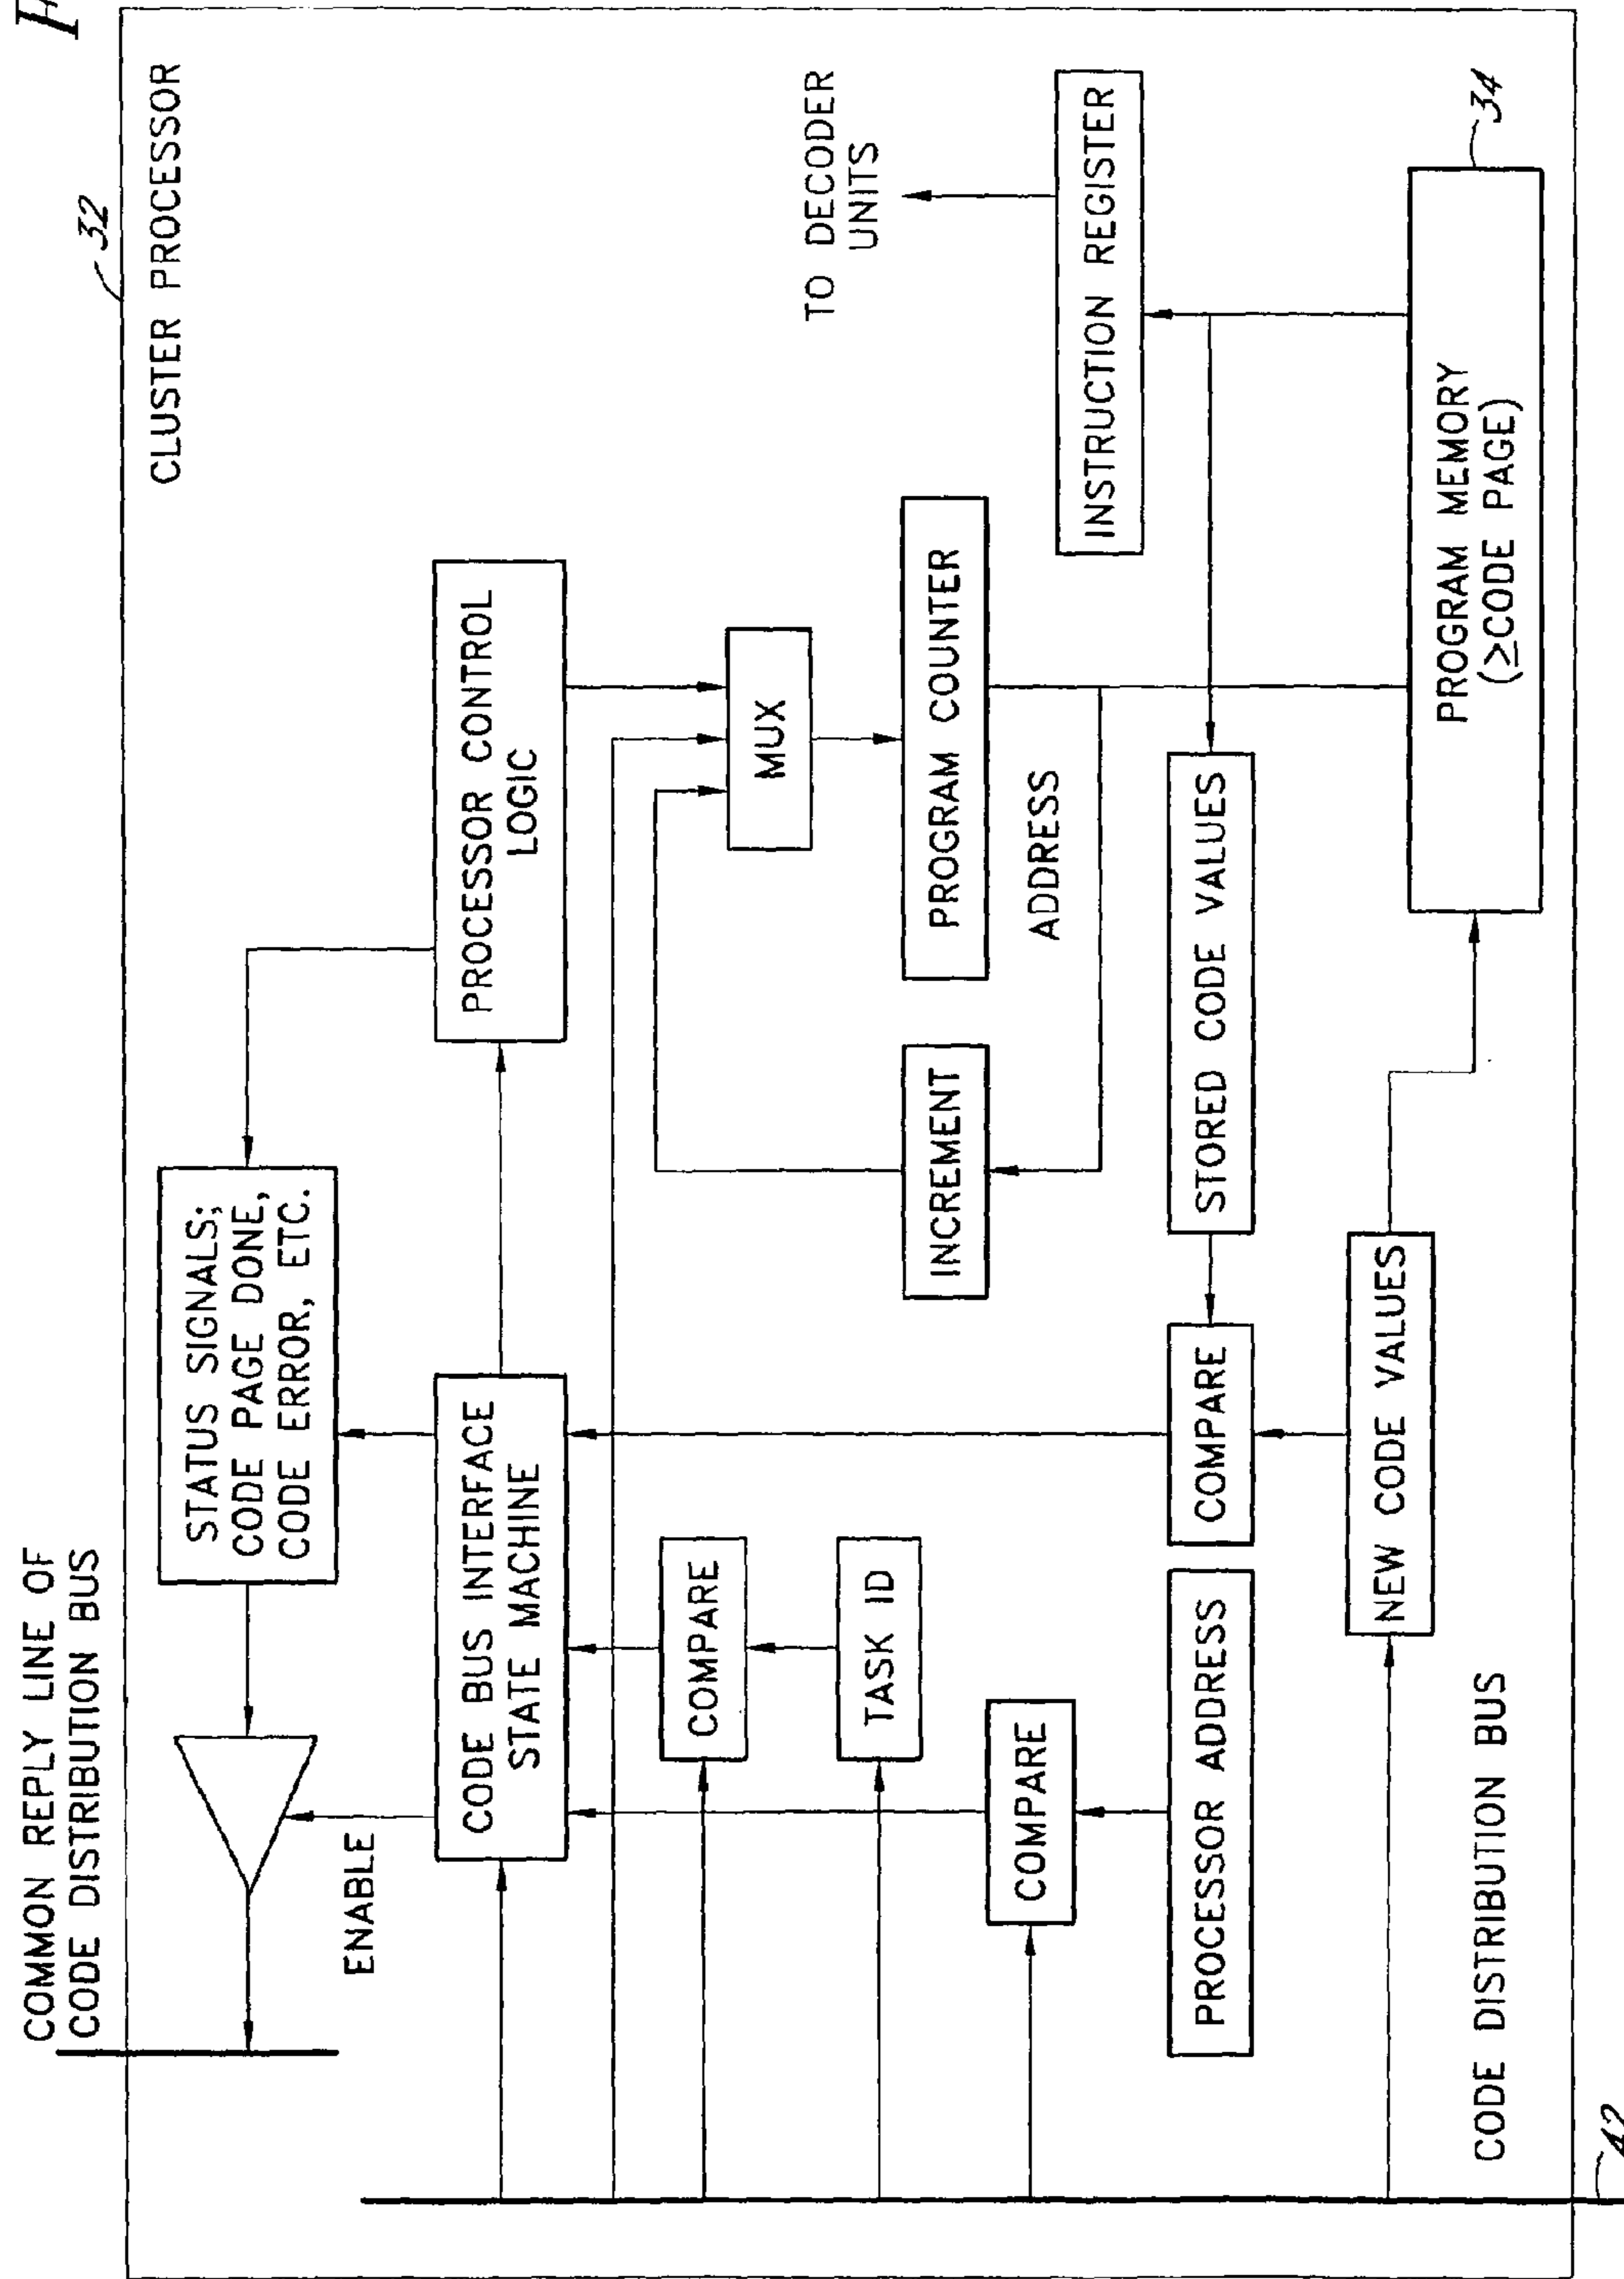 F
32
CLUSTER PROCESSOR
COMMON REPLY LINE OF
CODE DISTRIBUTION BUS
STATUS SIGNALS;
CODE PAGE DONE,
CODE ERROR, ETC.
ENABLE
CODE BUS INTERFACE
STATE MACHINE
PROCESSOR CONTROL
LOGIC
COMPARE
MUX
TASK ID
INCREMENT
PROGRAM COUNTER
TO DECODER
UNITS
COMPARE
ADDRESS
INSTRUCTION REGISTER
PROCESSOR ADDRESS
COMPARE
STORED CODE VALUES
NEW CODE VALUES
PROGRAM MEMORY
(≥CODE PAGE)
34
CODE DISTRIBUTION BUS
42